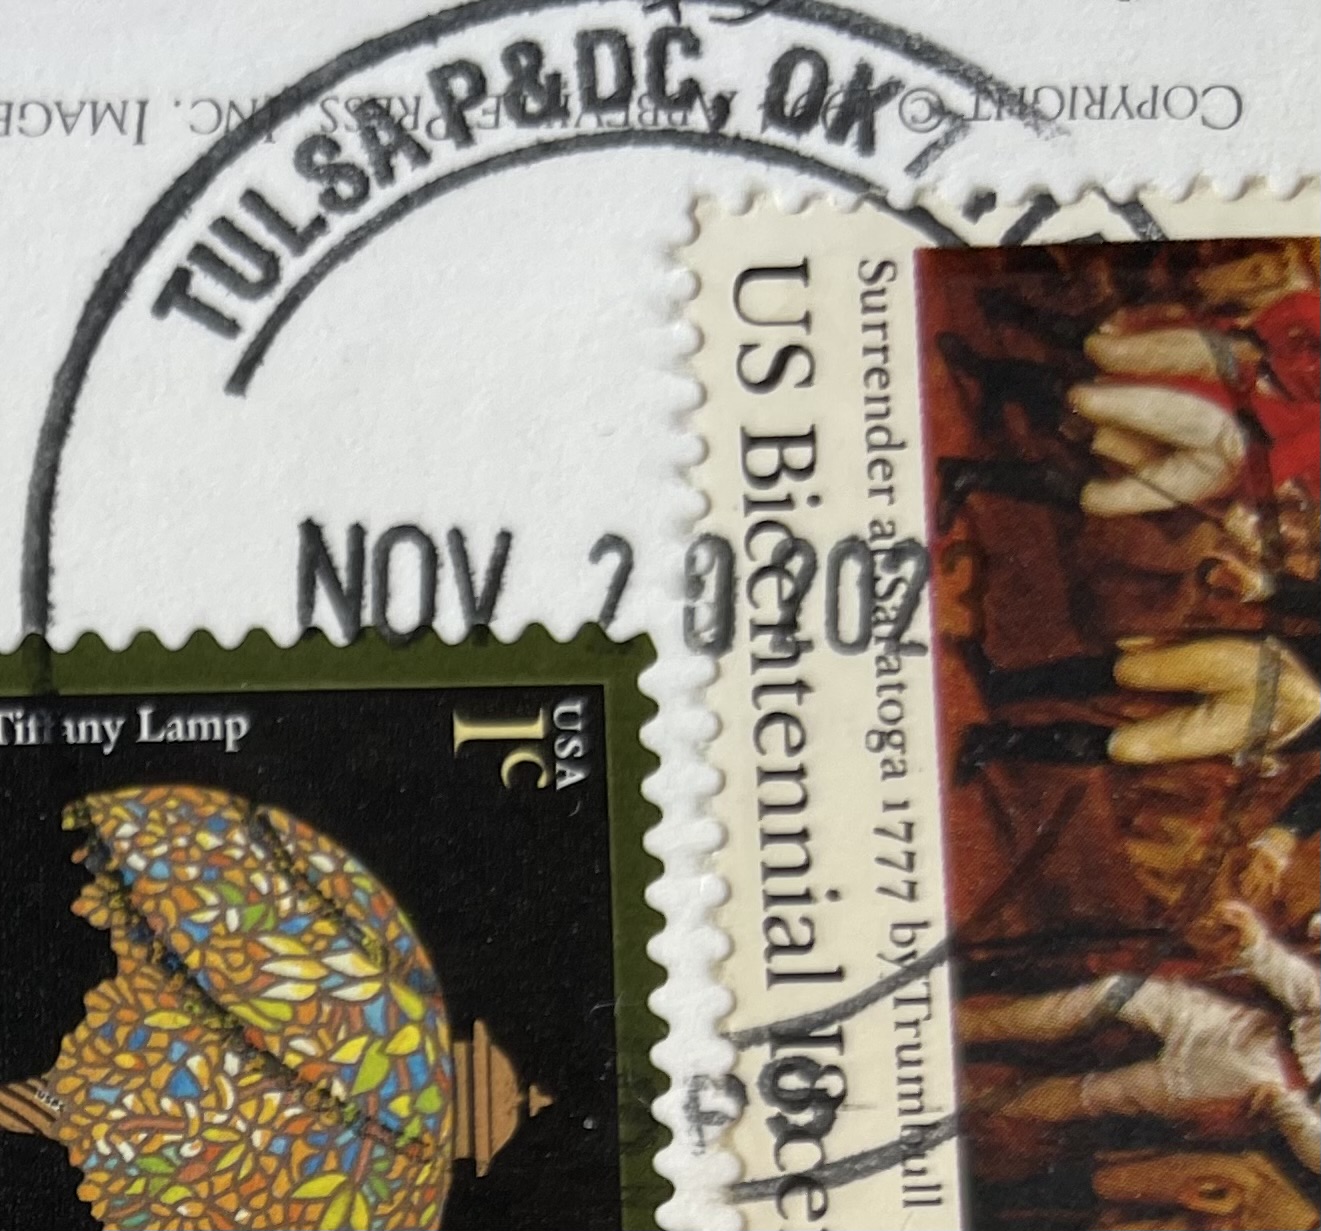 COPYRIGHT ©
PRESS, INC. IMAGE
TULSA P&DC, OK
NOV
US Bicentennial
Surrender at Saratoga 1777 by Trumbull
Tiffany Lamp
USA
1c